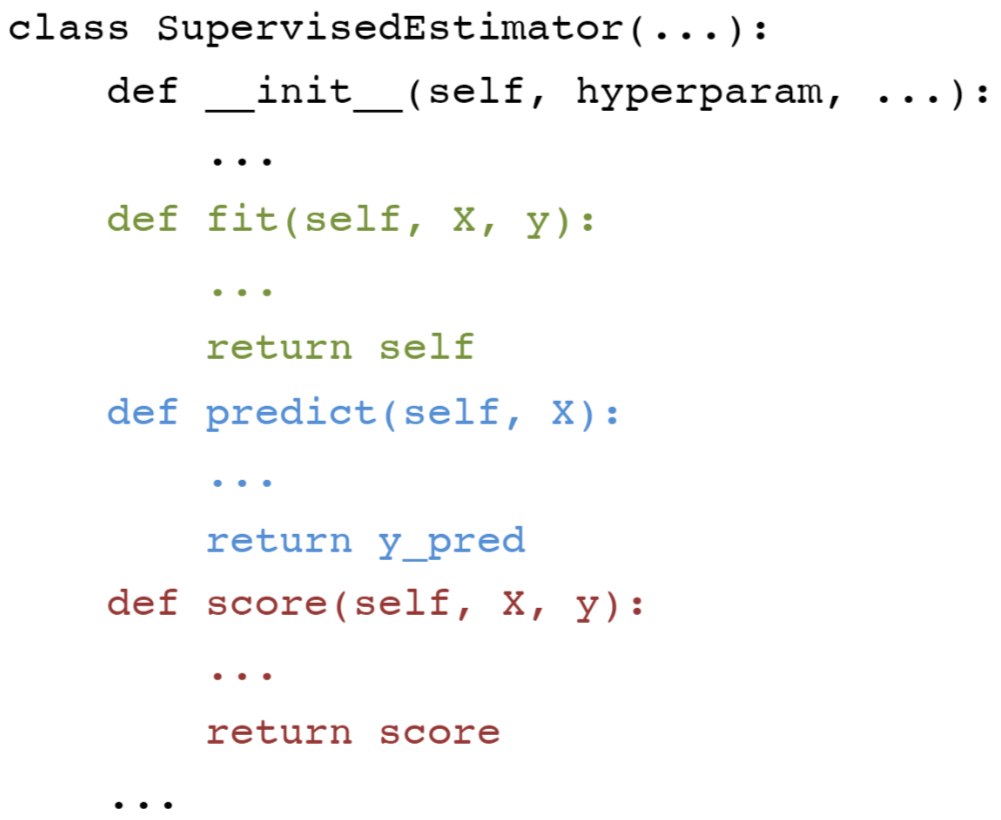 class SupervisedEstimator(...):
    def __init__(self, hyperparam, ...):
        ...
    def fit(self, X, y):
        ...
        return self
    def predict(self, X):
        ...
        return y_pred
    def score(self, X, y):
        ...
        return score
    ...